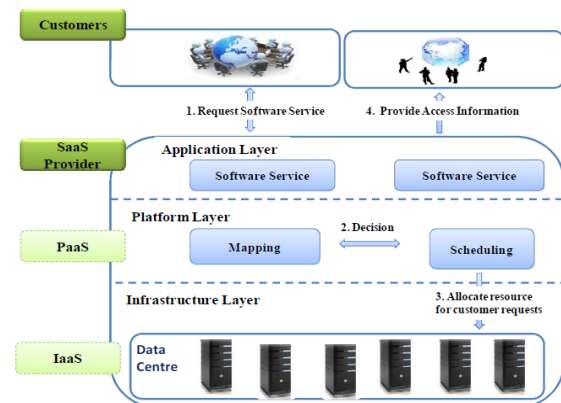 Customers
1. Request Software Service
4. Provide Access Information
SaaS
Provider
Application Layer
Software Service
Software Service
Platform Layer
PaaS
Mapping
2. Decision
Scheduling
Infrastructure Layer
3. Allocate resource
for customer requests
IaaS
Data
Centre